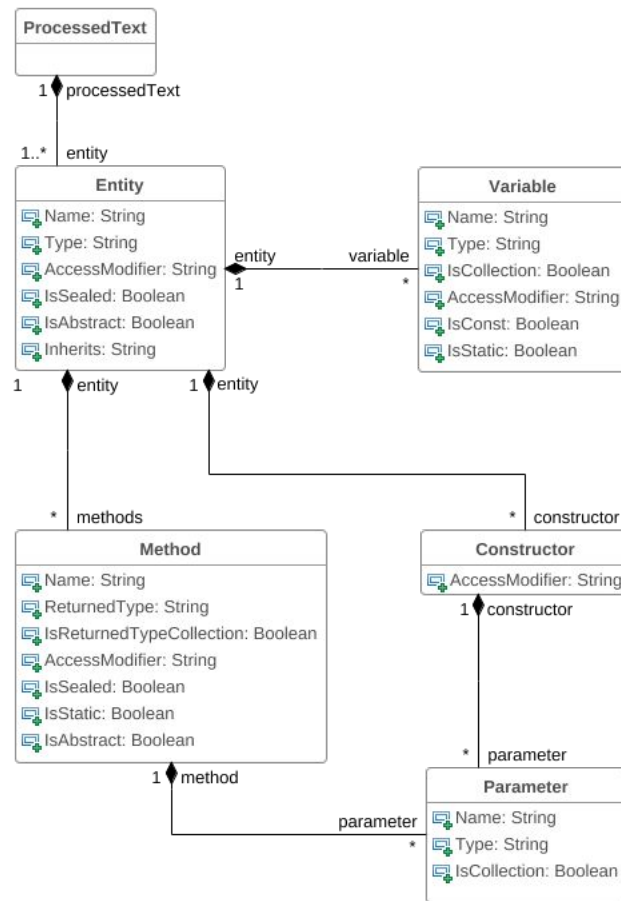 ProcessedText
1 processedText
1..* entity
Entity
Name: String
Type: String
AccessModifier: String
IsSealed: Boolean
IsAbstract: Boolean
Inherits: String
entity
1
variable
*
Variable
Name: String
Type: String
IsCollection: Boolean
AccessModifier: String
IsConst: Boolean
IsStatic: Boolean
1 entity
1 entity
* methods
* constructor
Method
Name: String
ReturnedType: String
IsReturnedTypeCollection: Boolean
AccessModifier: String
IsSealed: Boolean
IsStatic: Boolean
IsAbstract: Boolean
Constructor
AccessModifier: String
1 constructor
* parameter
1 method
parameter
*
Parameter
Name: String
Type: String
IsCollection: Boolean